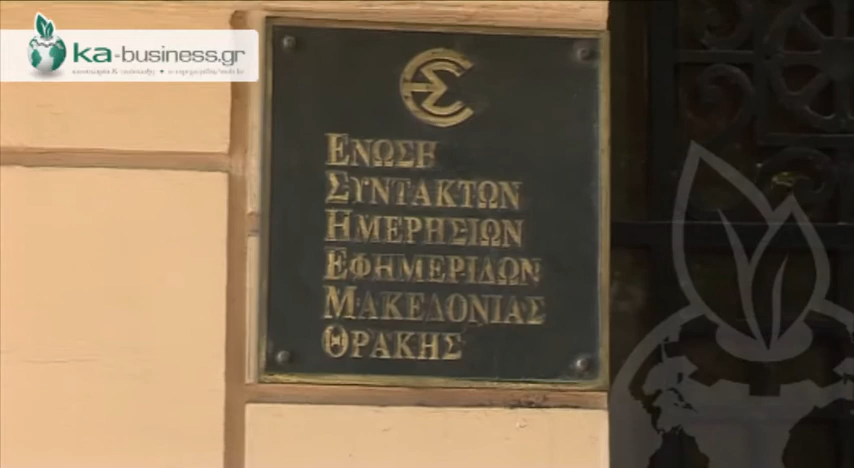 ka-business.gr
ΕΝΩΣΗ
ΣΥΝΤΑΚΤΩΝ
ΗΜΕΡΗΣΙΩΝ
ΕΦΗΜΕΡΙΔΩΝ
ΜΑΚΕΔΟΝΙΑΣ
ΘΡΑΚΗΣ